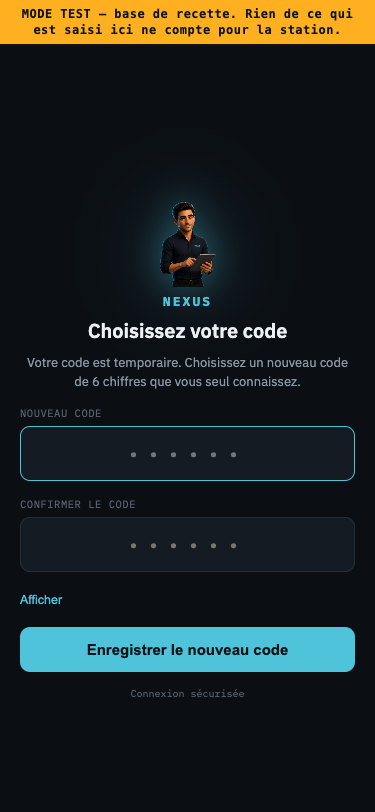 MODE TEST — base de recette. Rien de ce qui
est saisi ici ne compte pour la station.
NEXUS
Choisissez votre code
Votre code est temporaire. Choisissez un nouveau code
de 6 chiffres que vous seul connaissez.
NOUVEAU CODE
CONFIRMER LE CODE
Afficher
Enregistrer le nouveau code
Connexion sécurisée